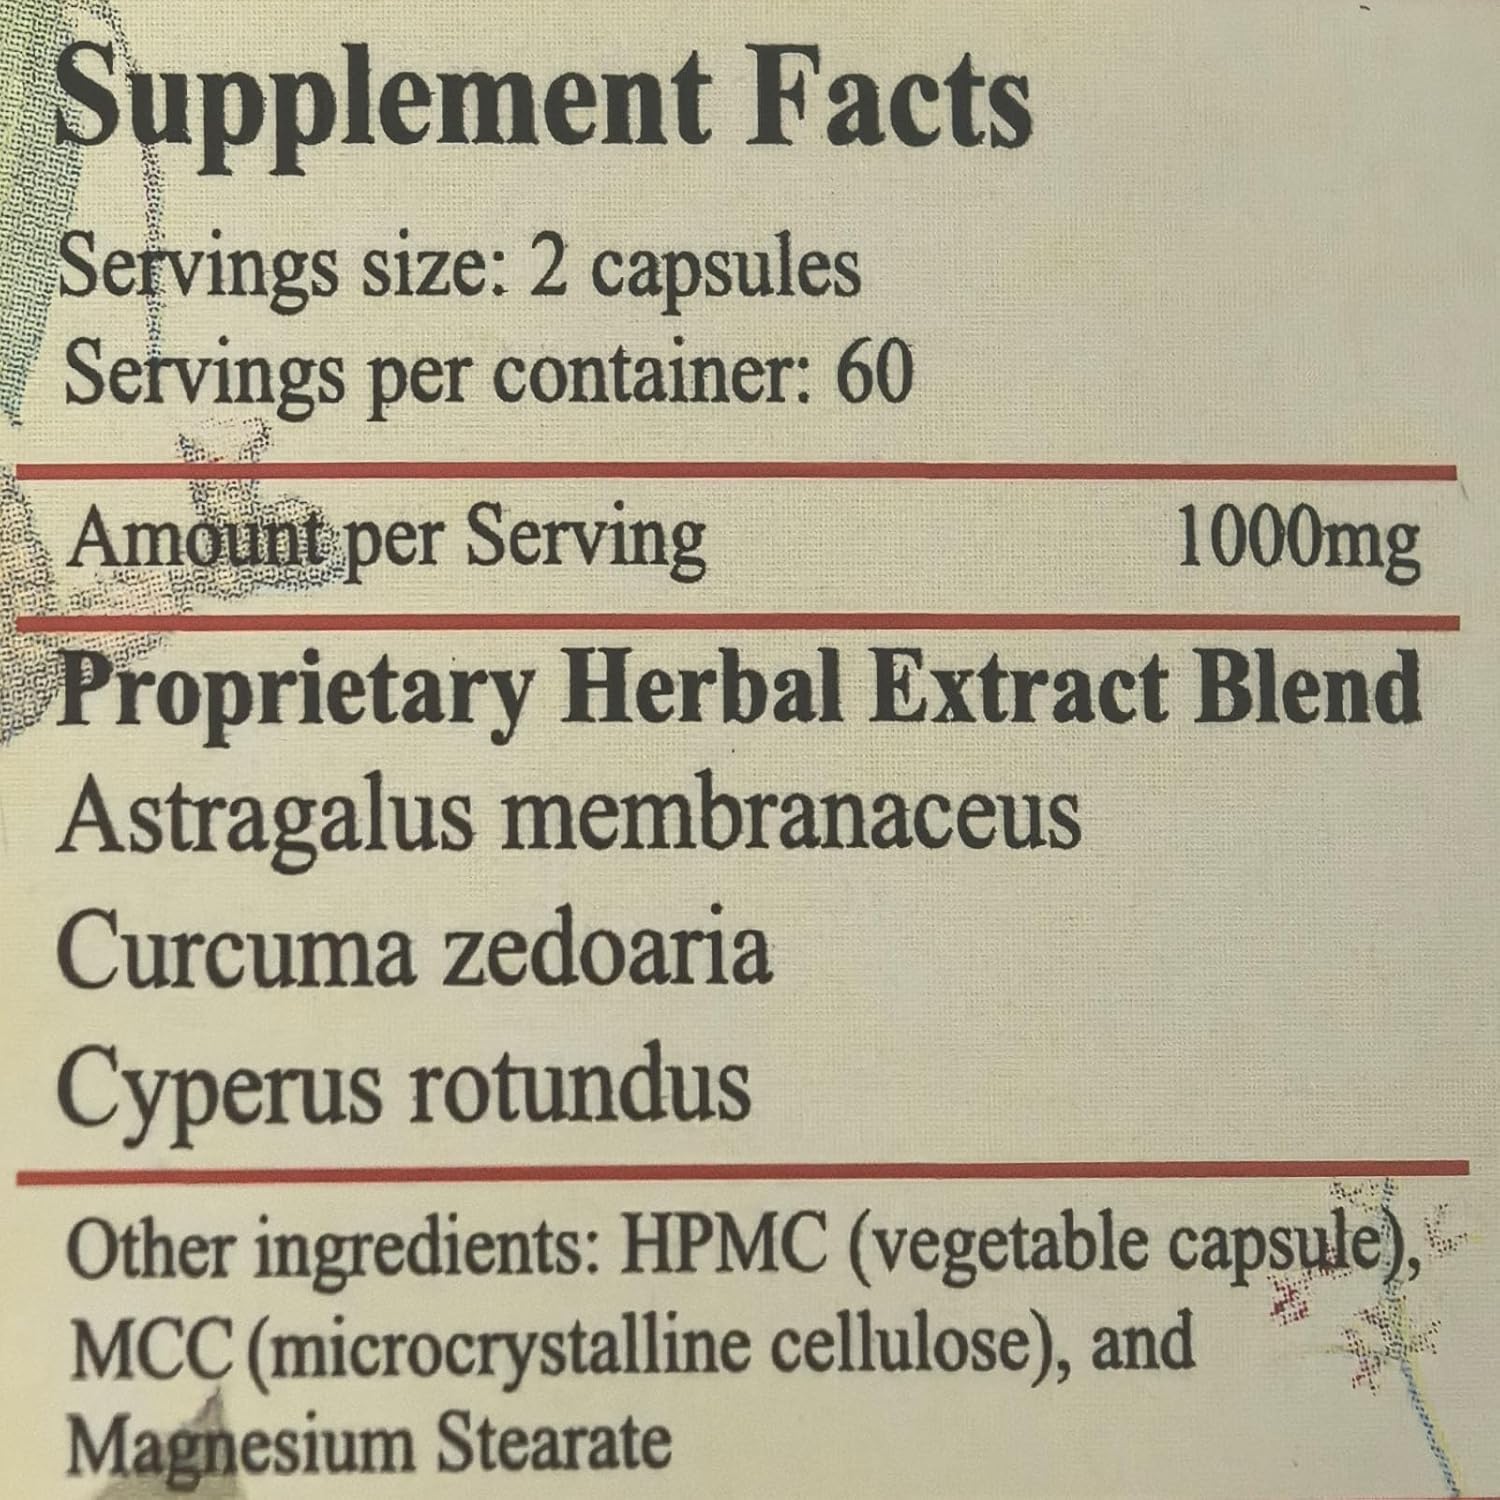 Supplement Facts
Servings size: 2 capsules
Servings per container: 60
Amount per Serving 1000mg
Proprietary Herbal Extract Blend
Astragalus membranaceus
Curcuma zedoaria
Cyperus rotundus
Other ingredients: HPMC (vegetable capsule),
MCC (microcrystalline cellulose), and
Magnesium Stearate